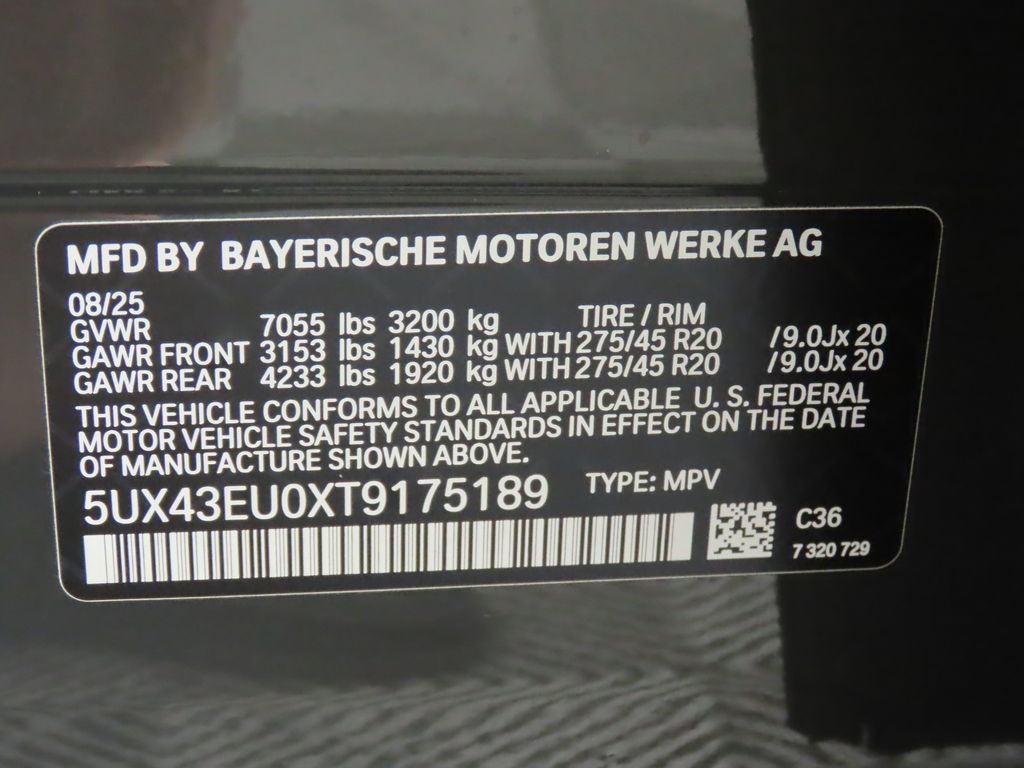 MFD BY BAYERISCHE MOTOREN WERKE AG
08/25
GVWR 7055 lbs 3200 kg TIRE / RIM
GAWR FRONT 3153 lbs 1430 kg WITH 275/45 R20 /9.0Jx 20
GAWR REAR 4233 lbs 1920 kg WITH 275/45 R20 /9.0Jx 20
THIS VEHICLE CONFORMS TO ALL APPLICABLE U. S. FEDERAL
MOTOR VEHICLE SAFETY STANDARDS IN EFFECT ON THE DATE
OF MANUFACTURE SHOWN ABOVE.
5UX43EU0XT9175189 TYPE: MPV
C36
7 320 729